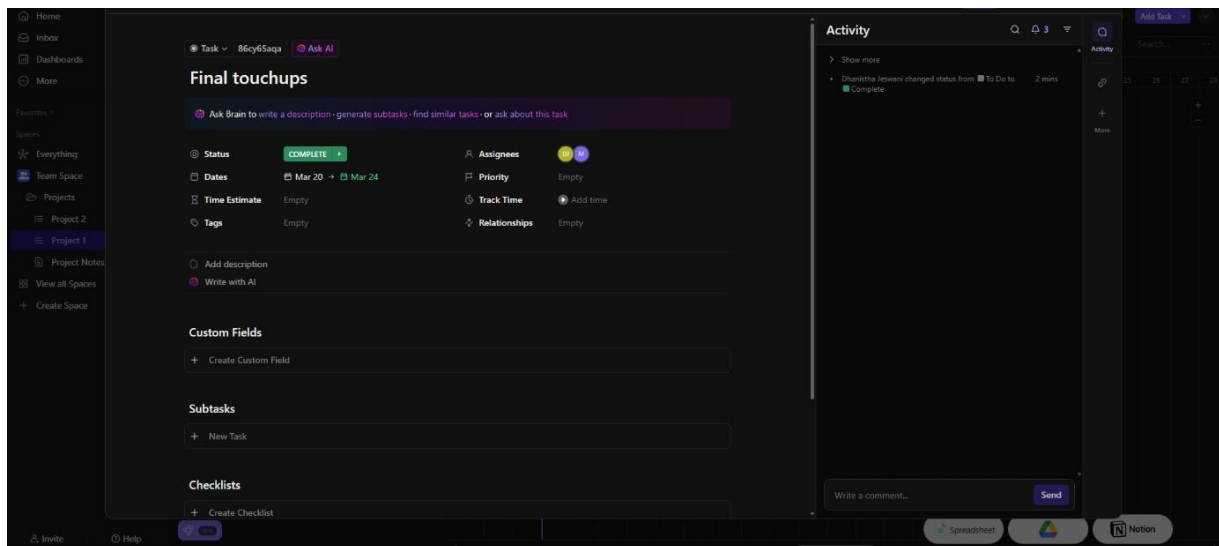 Home
Inbox
Dashboards
More
Favorites >
Spaces
Everything
Team Space
Projects
Project 2
Project 1
Project Notes
View all Spaces
Create Space
Invite
Help
Task
86cy65aqa
Ask AI
Final touchups
Ask Brain to write a description · generate subtasks · find similar tasks · or ask about this task
Status COMPLETE Assignees DJ M
Dates Mar 20 → Mar 24 Priority Empty
Time Estimate Empty Track Time Add time
Tags Empty Relationships Empty
Add description
Write with AI
Custom Fields
+ Create Custom Field
Subtasks
+ New Task
Checklists
+ Create Checklist
Activity 3
> Show more
• Dhanistha Jeswani changed status from To Do to 2 mins
Complete
Write a comment... Send
Activity
More
Add Task
Search...
25 26 27 28
Spreadsheet
Notion